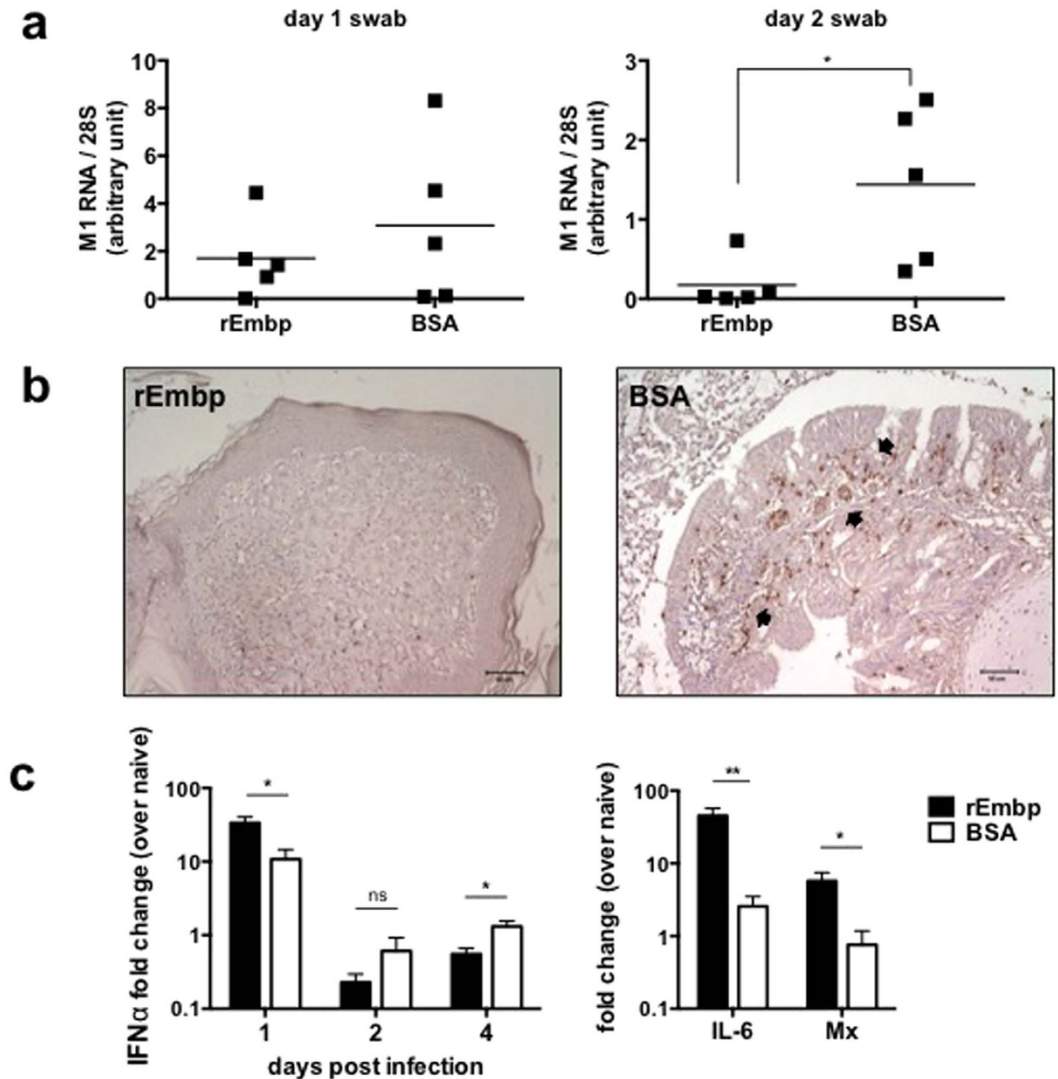 a
day 1 swab
day 2 swab
M1 RNA / 28S
(arbitrary unit)
10
8
6
4
2
0
rEmbp
BSA
M1 RNA / 28S
(arbitrary unit)
3
2
1
0
*
rEmbp
BSA
b
rEmbp
BSA
c
IFNα fold change (over naive)
100
10
1
0.1
*
ns
*
1
2
4
days post infection
fold change (over naive)
100
10
1
0.1
**
*
IL-6
Mx
rEmbp
BSA